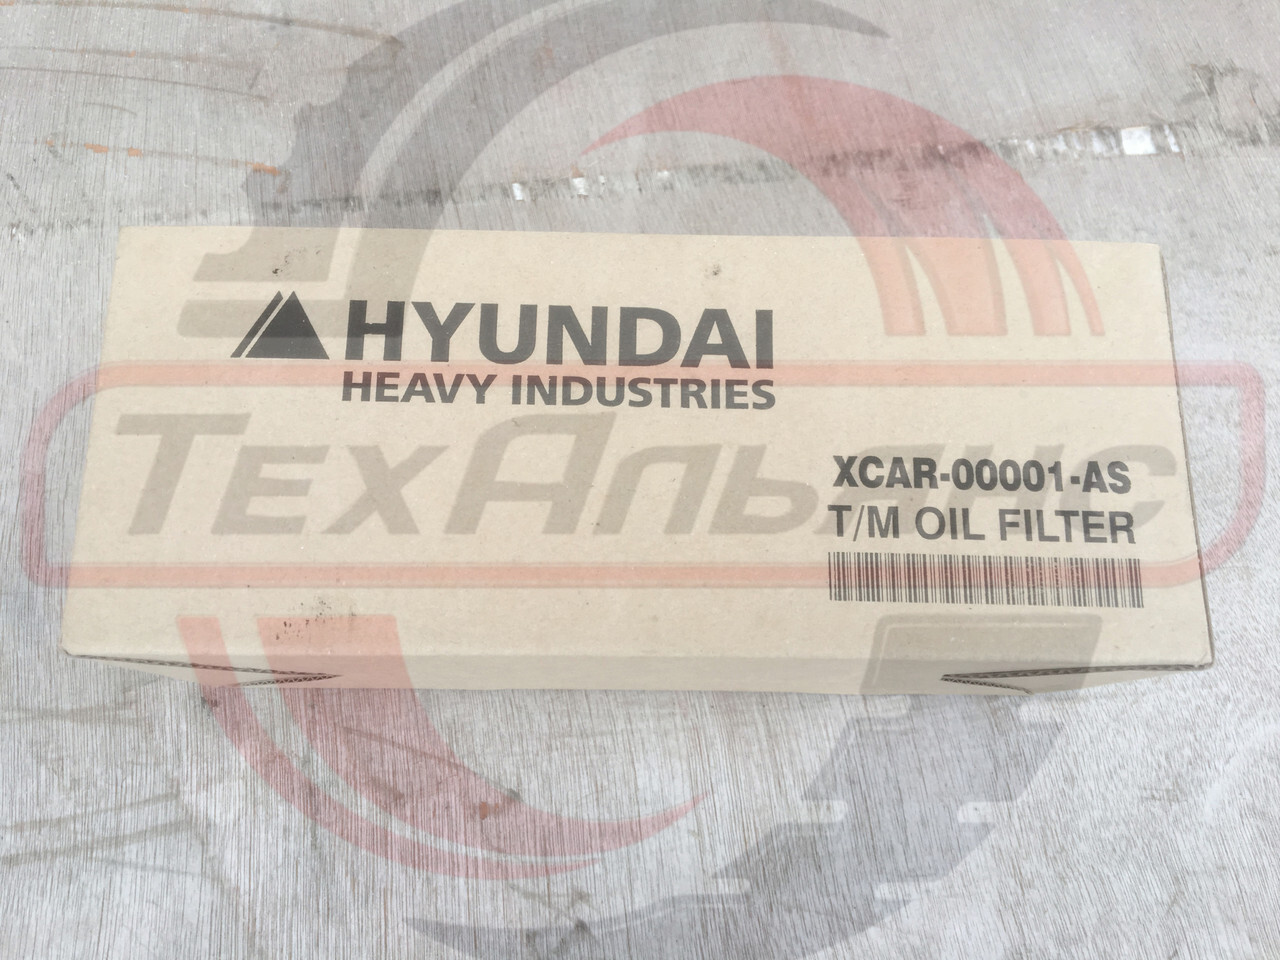 HYUNDAI
HEAVY INDUSTRIES
ТехАльянс
XCAR-00001-AS
T/M OIL FILTER